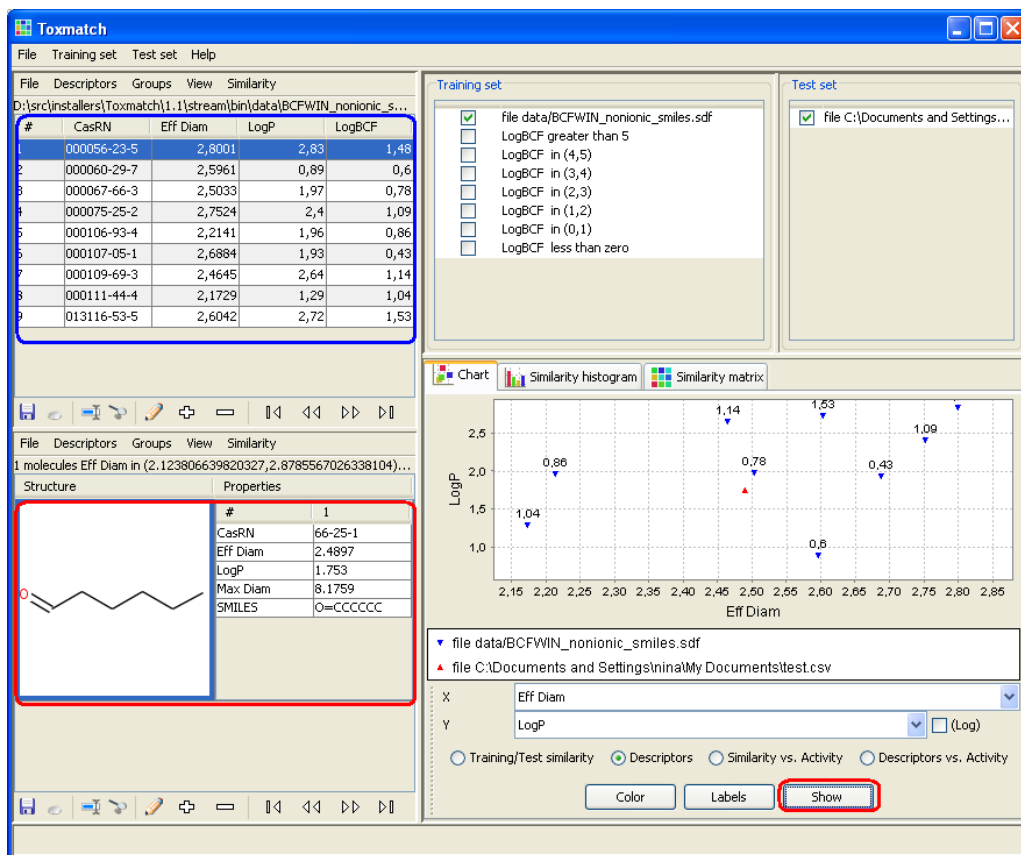 Toxmatch
File Training set Test set Help
File Descriptors Groups View Similarity
D:\src\installers\Toxmatch\1.1\stream\bin\data\BCFWIN_nonionic_s...
# CasRN Eff Diam LogP LogBCF
1 000056-23-5 2,8001 2,83 1,48
2 000060-29-7 2,5961 0,89 0,6
3 000067-66-3 2,5033 1,97 0,78
4 000075-25-2 2,7524 2,4 1,09
5 000106-93-4 2,2141 1,96 0,86
6 000107-05-1 2,6884 1,93 0,43
7 000109-69-3 2,4645 2,64 1,14
8 000111-44-4 2,1729 1,29 1,04
9 013116-53-5 2,6042 2,72 1,53
File Descriptors Groups View Similarity
1 molecules Eff Diam in (2.123806639820327,2.8785567026338104)...
Structure Properties
# 1
CasRN 66-25-1
Eff Diam 2.4897
LogP 1.753
Max Diam 8.1759
SMILES O=CCCCCC
O
Training set
file data/BCFWIN_nonionic_smiles.sdf
LogBCF greater than 5
LogBCF in (4,5)
LogBCF in (3,4)
LogBCF in (2,3)
LogBCF in (1,2)
LogBCF in (0,1)
LogBCF less than zero
Test set
file C:\Documents and Settings...
Chart Similarity histogram Similarity matrix
1,14 1,53
1,09
2,5
0,86 0,78 0,43
2,0
1,5
1,04
0,6
1,0
LogP
2,15 2,20 2,25 2,30 2,35 2,40 2,45 2,50 2,55 2,60 2,65 2,70 2,75 2,80 2,85
Eff Diam
file data/BCFWIN_nonionic_smiles.sdf
file C:\Documents and Settings\nina\My Documents\test.csv
X Eff Diam
Y LogP (Log)
Training/Test similarity Descriptors Similarity vs. Activity Descriptors vs. Activity
Color Labels Show